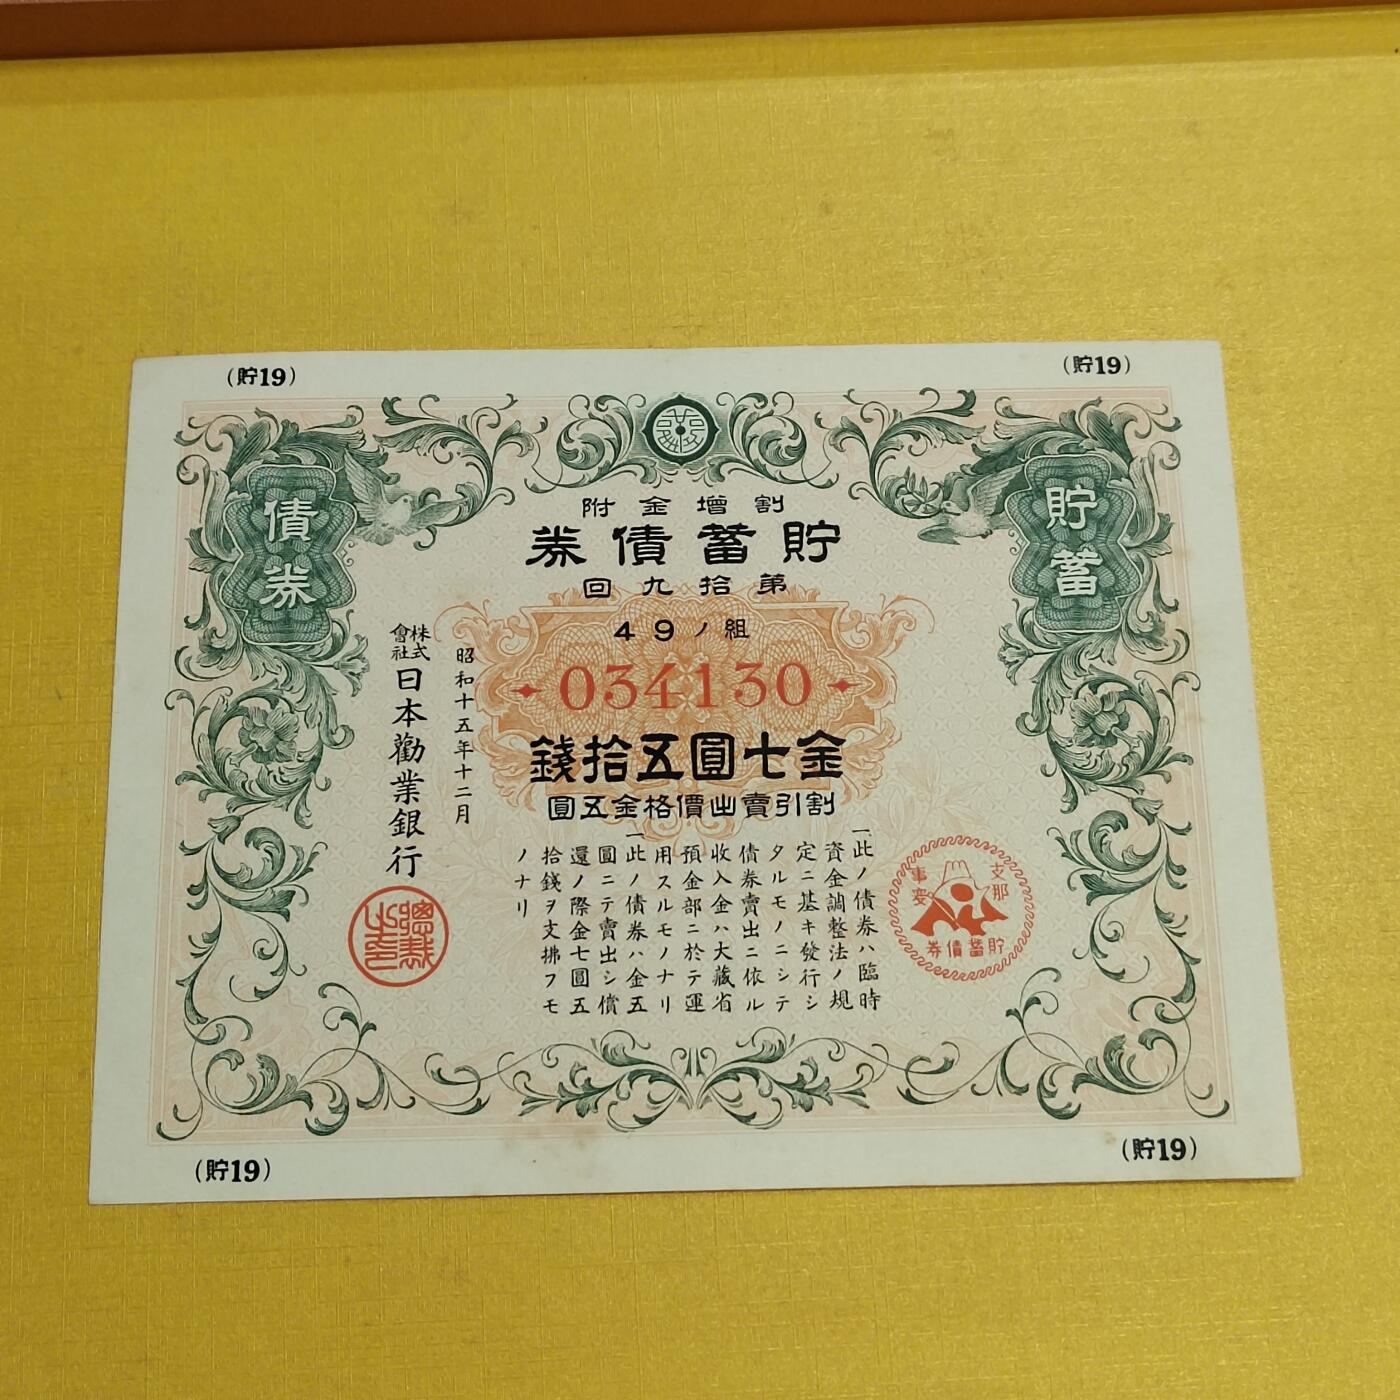 (貯19)
(貯19)
貯蓄
債券
割增金附
貯蓄債券
第拾九回
49ノ組
034130
金七圓五拾錢
割引賣出價格金五圓
一此ノ債券ハ臨時
資金調整法ノ規
定ニ基キ發行シ
タルモノニシテ
債券賣出ニ依ル
收入金ハ大藏省
預金部ニ於テ運
用スルモノナリ
一此ノ債券ハ金五
圓ニテ賣出シ償
還ノ際金七圓五
拾錢ヲ支拂フモ
ノナリ
昭和十五年十二月
株式會社日本勸業銀行
總裁之印
支那
事變
貯蓄債券
(貯19)
(貯19)